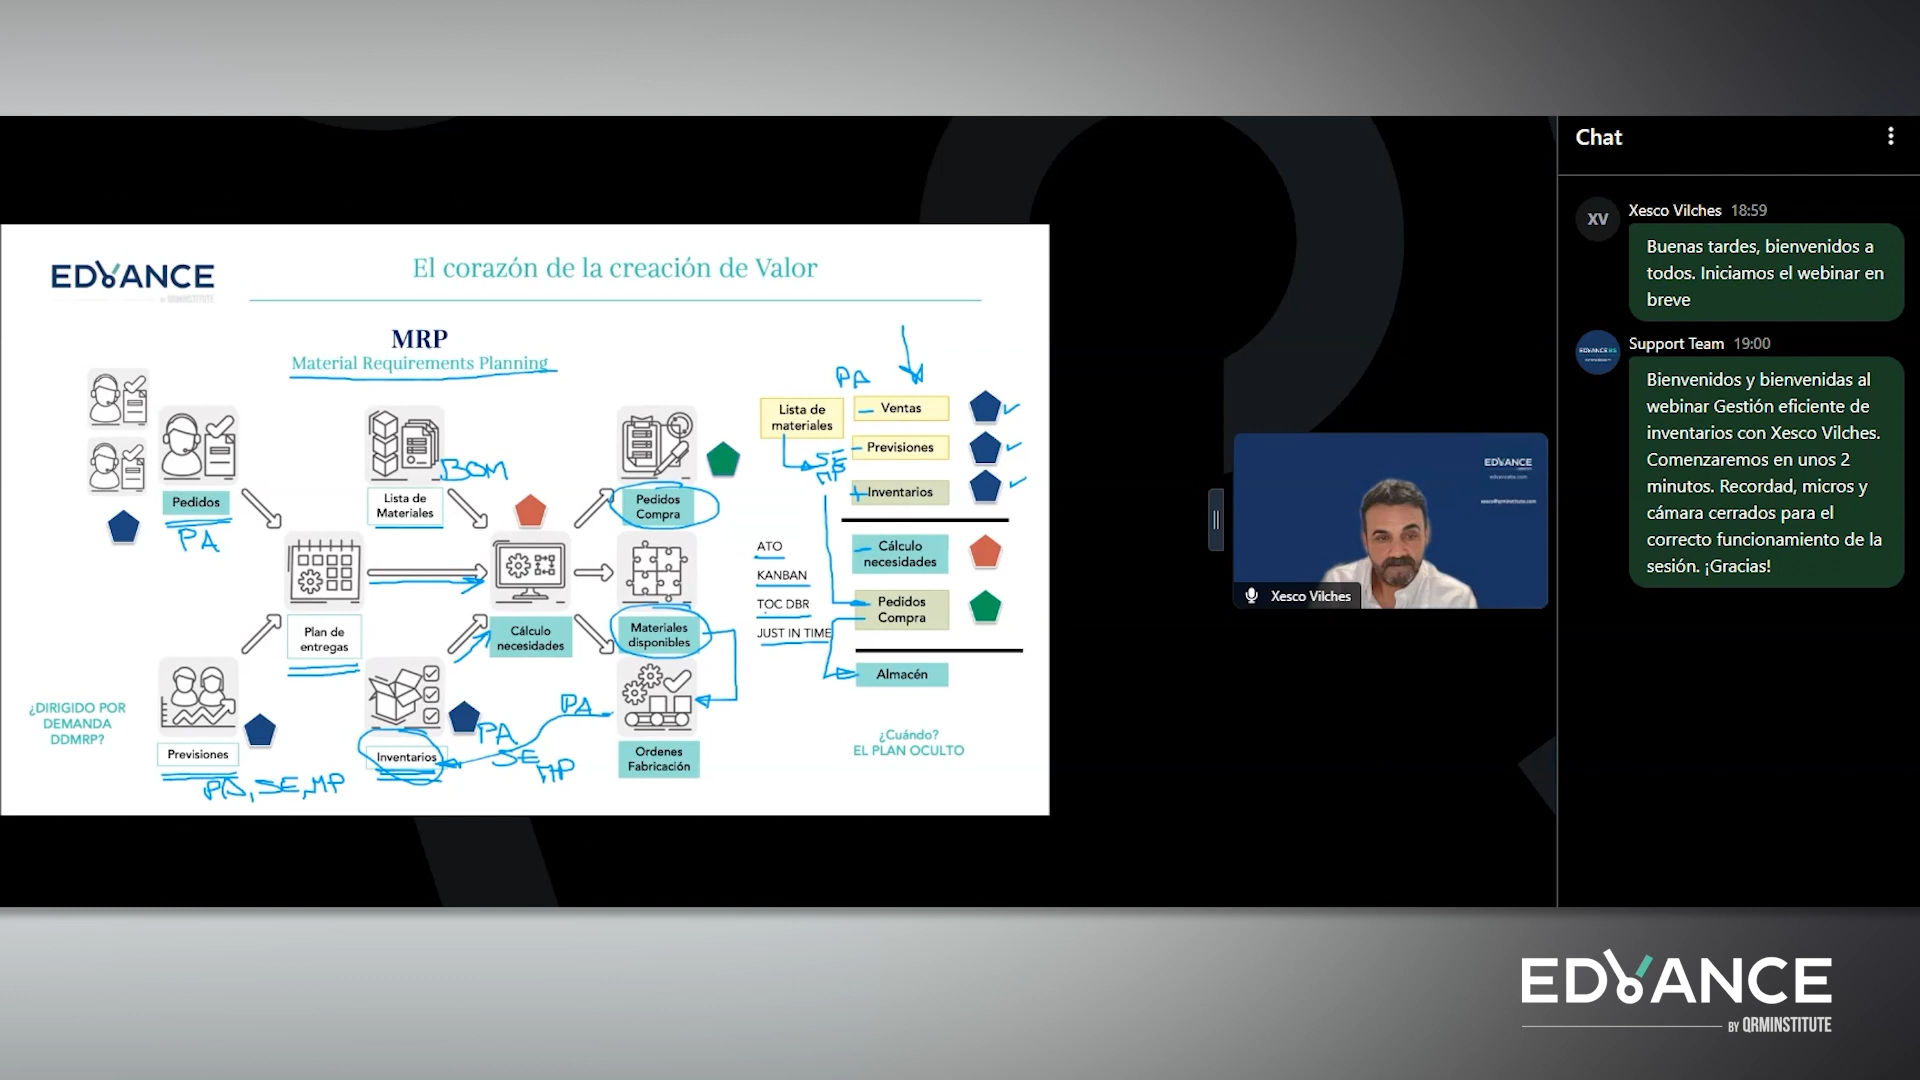 EDVANCE
BY QRMINSTITUTE
El corazón de la creación de Valor
MRP
Material Requirements Planning
Pedidos
PA
Lista de
Materiales
BOM
Pedidos
Compra
Plan de
entregas
Cálculo
necesidades
Materiales
disponibles
¿DIRIGIDO POR
DEMANDA
DDMRP?
Previsiones
PA, SE, MP
Inventarios
PA
SE
MP
PA
Ordenes
Fabricación
PA
Lista de
materiales
SE
MP
Ventas
Previsiones
+
Inventarios
ATO
KANBAN
TOC DBR
JUST IN TIME
Cálculo
necesidades
Pedidos
Compra
Almacén
¿Cuándo?
EL PLAN OCULTO
EDVANCE
Xesco Vilches
Chat
XV
Xesco Vilches 18:59
Buenas tardes, bienvenidos a
todos. Iniciamos el webinar en
breve
Support Team 19:00
Bienvenidos y bienvenidas al
webinar Gestión eficiente de
inventarios con Xesco Vilches.
Comenzaremos en unos 2
minutos. Recordad, micros y
cámara cerrados para el
correcto funcionamiento de la
sesión. ¡Gracias!
EDVANCE
BY QRMINSTITUTE